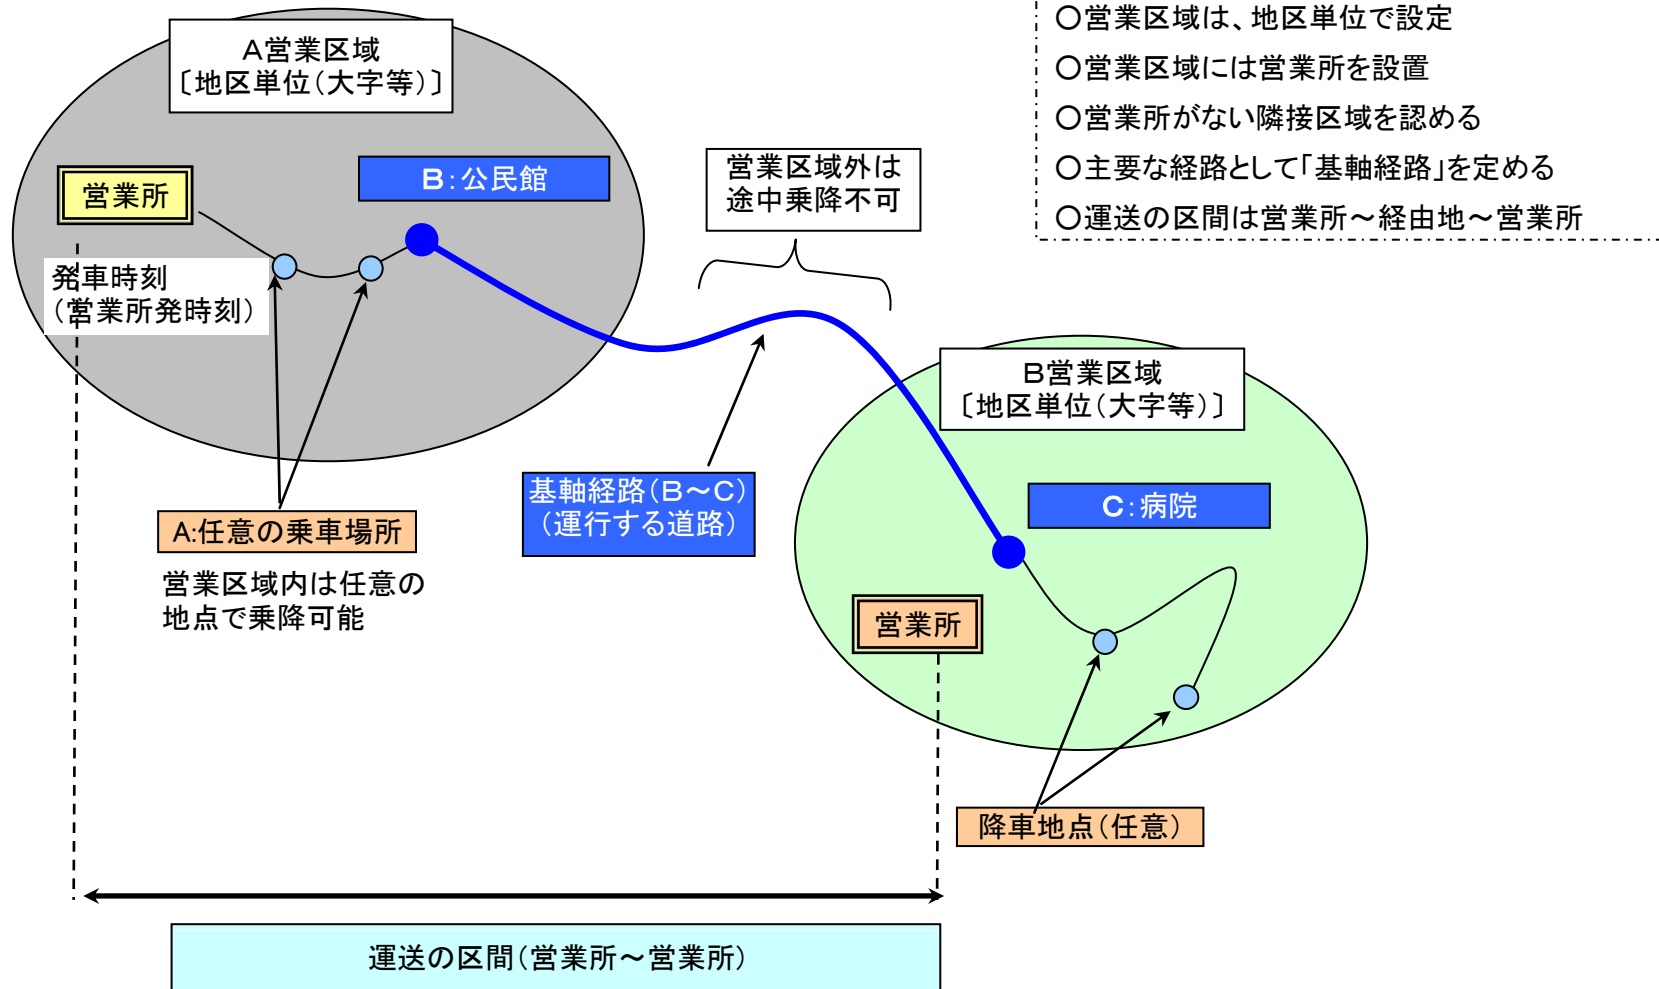 A営業区域
〔地区単位(大字等)〕
○営業区域は、地区単位で設定
○営業区域には営業所を設置
○営業所がない隣接区域を認める
○主要な経路として「基軸経路」を定める
○運送の区間は営業所～経由地～営業所
営業所
B:公民館
営業区域外は
途中乗降不可
発車時刻
(営業所発時刻)
B営業区域
〔地区単位(大字等)〕
基軸経路(B～C)
(運行する道路)
C:病院
A:任意の乗車場所
営業区域内は任意の
地点で乗降可能
営業所
降車地点(任意)
運送の区間(営業所～営業所)